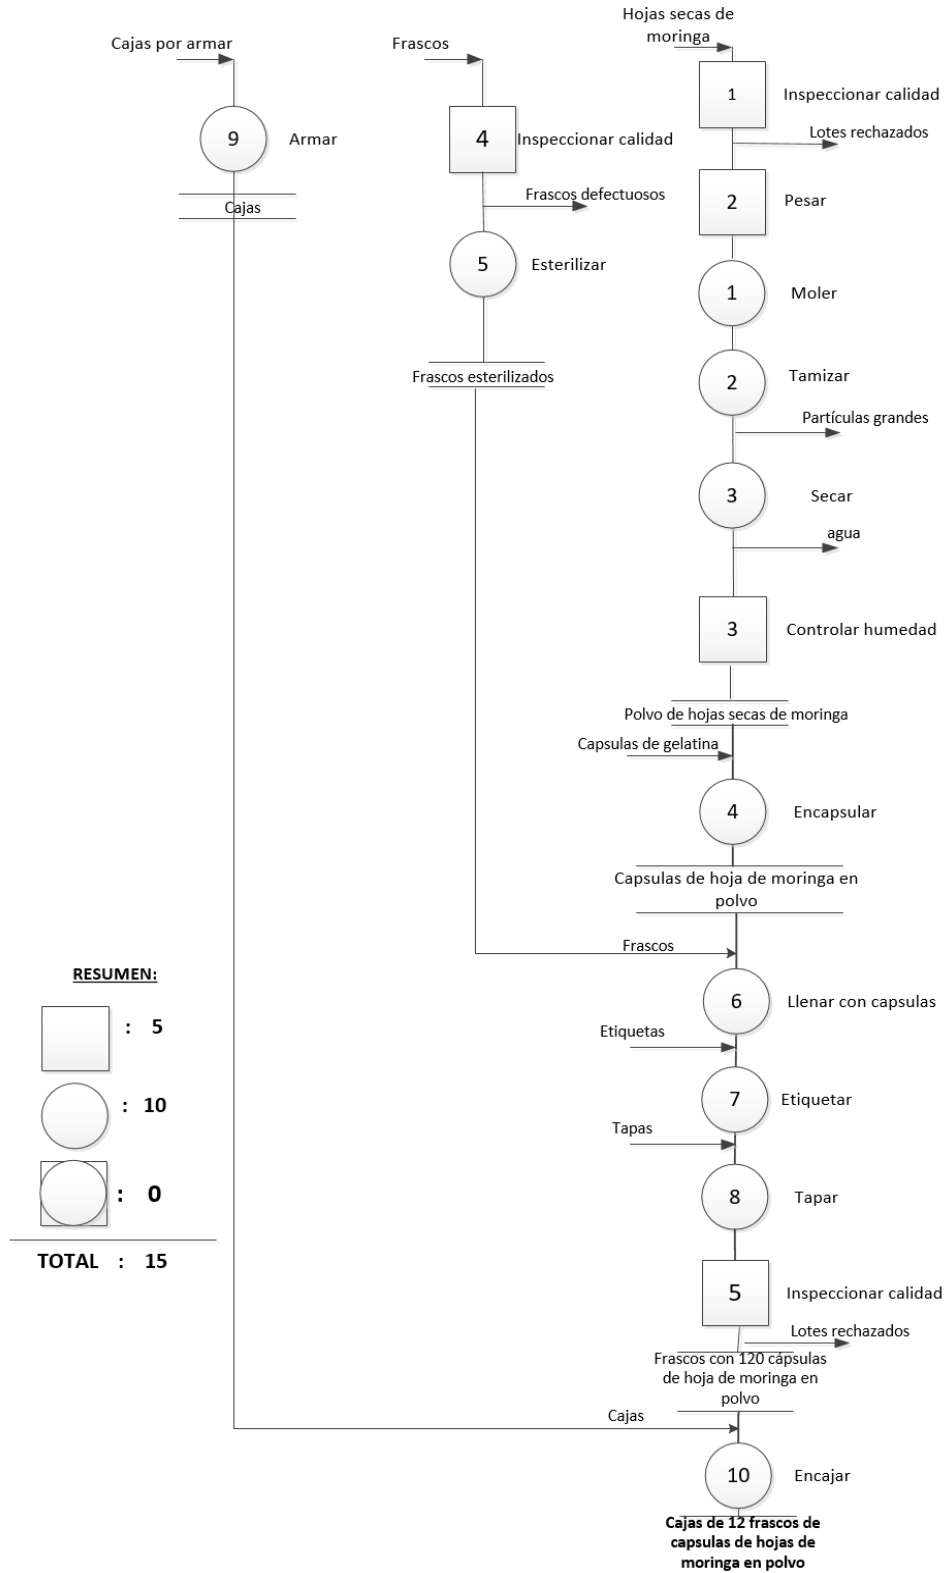 Cajas por armar
9
Armar
Cajas
Frascos
4
Inspeccionar calidad
Frascos defectuosos
5
Esterilizar
Frascos esterilizados
Hojas secas de
moringa
1
Inspeccionar calidad
Lotes rechazados
2
Pesar
1
Moler
2
Tamizar
Partículas grandes
3
Secar
agua
3
Controlar humedad
Polvo de hojas secas de moringa
Capsulas de gelatina
4
Encapsular
Capsulas de hoja de moringa en
polvo
Frascos
6
Llenar con capsulas
Etiquetas
7
Etiquetar
Tapas
8
Tapar
5
Inspeccionar calidad
Lotes rechazados
Frascos con 120 cápsulas
de hoja de moringa en
polvo
Cajas
10
Encajar
Cajas de 12 frascos de
capsulas de hojas de
moringa en polvo
RESUMEN:
: 5
: 10
: 0
TOTAL : 15